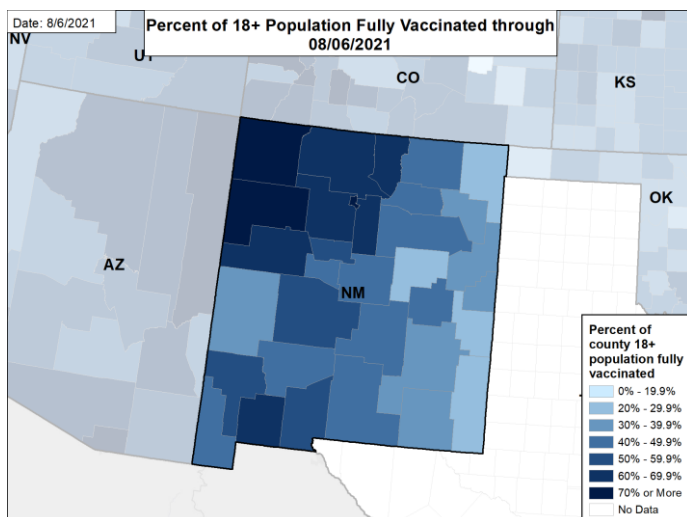 Date: 8/6/2021
Percent of 18+ Population Fully Vaccinated through
08/06/2021
NV
UT
CO
KS
OK
AZ
NM
Percent of
county 18+
population fully
vaccinated
0% - 19.9%
20% - 29.9%
30% - 39.9%
40% - 49.9%
50% - 59.9%
60% - 69.9%
70% or More
No Data